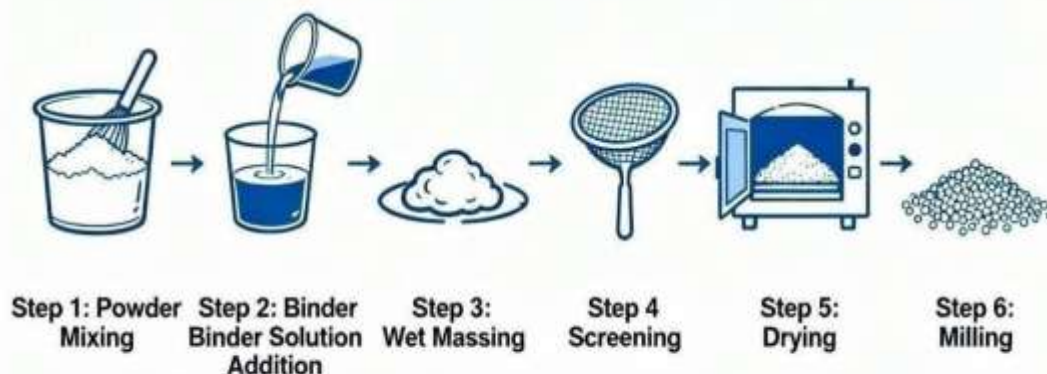 Step 1: Powder
Mixing
Step 2: Binder
Binder Solution
Addition
Step 3:
Wet Massing
Step 4
Screening
Step 5:
Drying
Step 6:
Milling